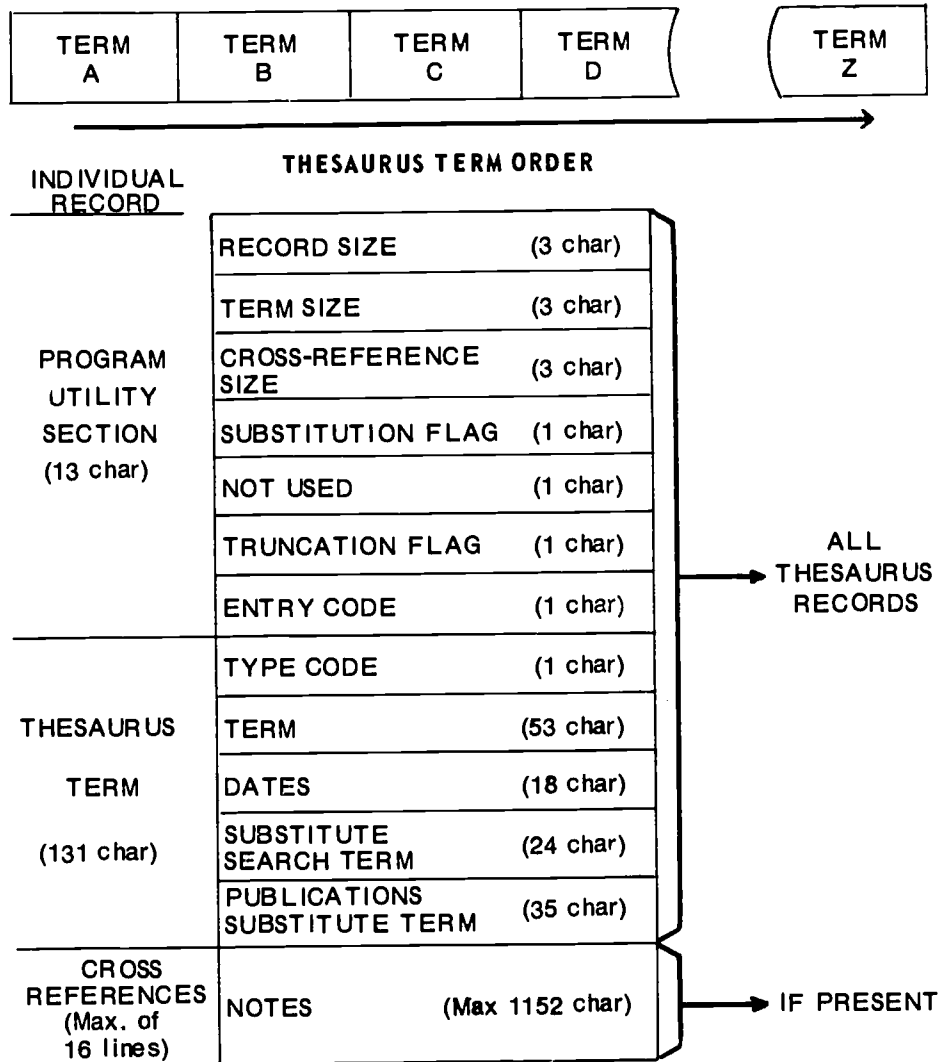 TERM A
TERM B
TERM C
TERM D
TERM Z
THESAURUS TERM ORDER
INDIVIDUAL
RECORD
PROGRAM
UTILITY
SECTION
(13 char)
RECORD SIZE (3 char)
TERM SIZE (3 char)
CROSS-REFERENCE
SIZE (3 char)
SUBSTITUTION FLAG (1 char)
NOT USED (1 char)
TRUNCATION FLAG (1 char)
ENTRY CODE (1 char)
THESAURUS
TERM
(131 char)
TYPE CODE (1 char)
TERM (53 char)
DATES (18 char)
SUBSTITUTE
SEARCH TERM (24 char)
PUBLICATIONS
SUBSTITUTE TERM (35 char)
ALL
THESAURUS
RECORDS
CROSS
REFERENCES
(Max. of
16 lines)
NOTES (Max 1152 char)
IF PRESENT